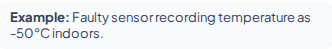 Example: Faulty sensor recording temperature as
-50°C indoors.